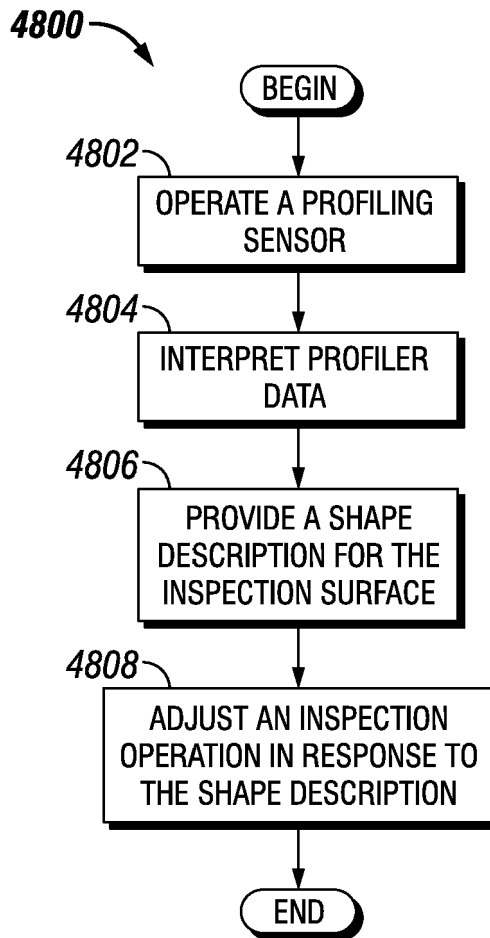 4800
BEGIN
4802
OPERATE A PROFILING
SENSOR
4804
INTERPRET PROFILER
DATA
4806
PROVIDE A SHAPE
DESCRIPTION FOR THE
INSPECTION SURFACE
4808
ADJUST AN INSPECTION
OPERATION IN RESPONSE TO
THE SHAPE DESCRIPTION
END